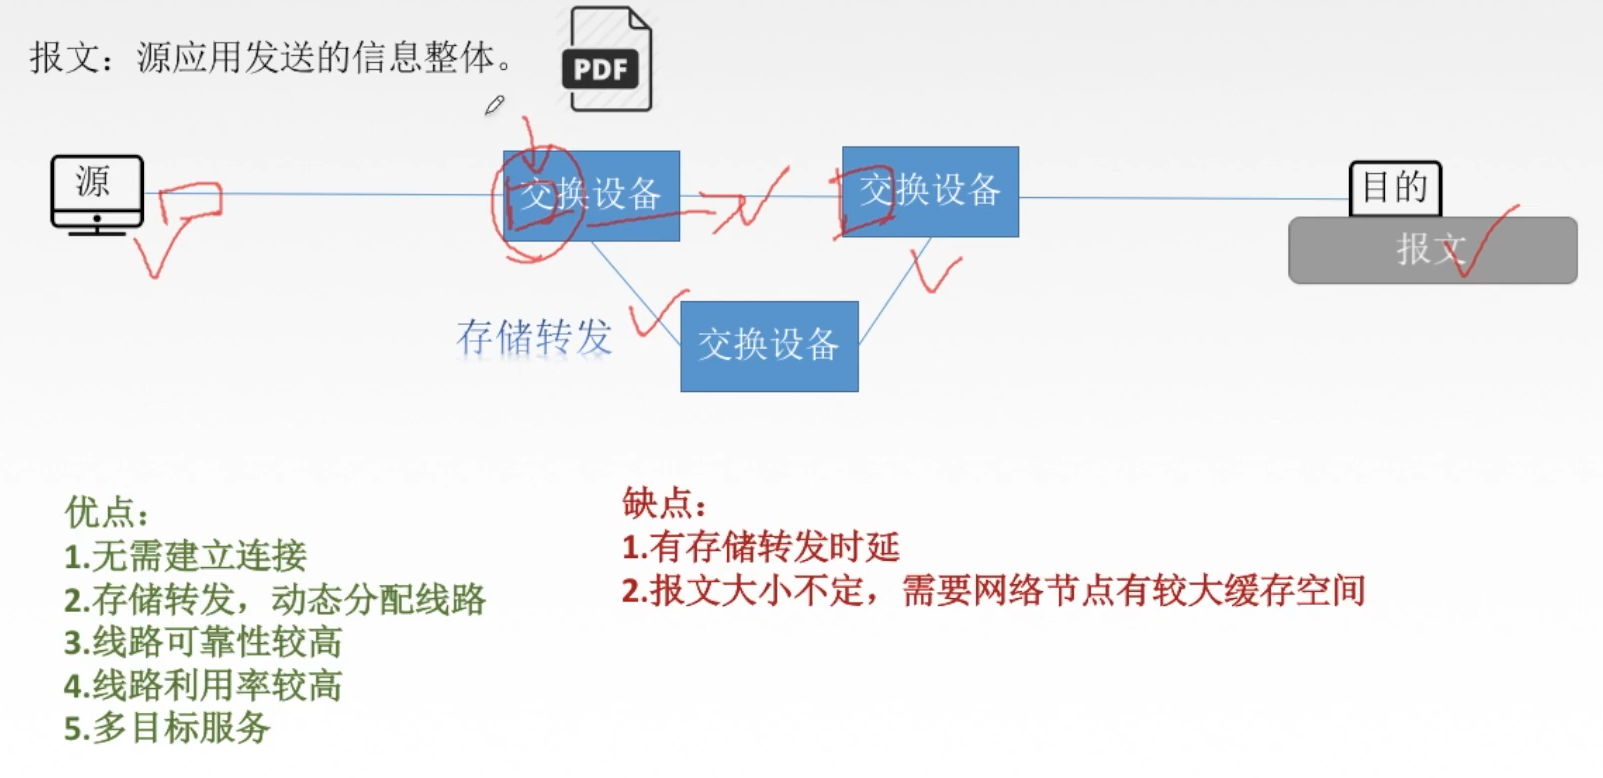 报文：源应用发送的信息整体。
PDF
源
交换设备
交换设备
目的
报文
存储转发
交换设备
优点：
1.无需建立连接
2.存储转发，动态分配线路
3.线路可靠性较高
4.线路利用率较高
5.多目标服务
缺点：
1.有存储转发时延
2.报文大小不定，需要网络节点有较大缓存空间